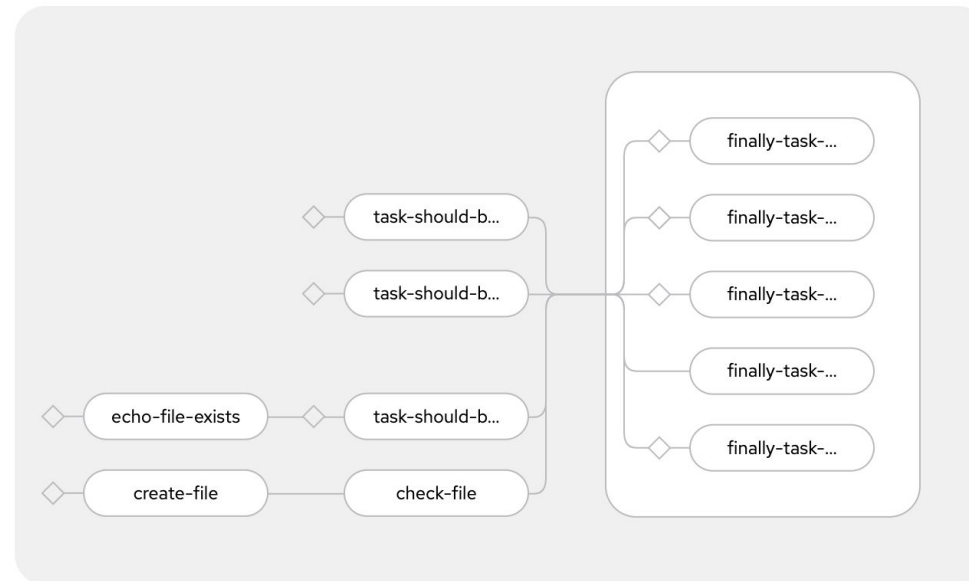 finally-task-...
task-should-b...
finally-task-...
task-should-b...
finally-task-...
finally-task-...
echo-file-exists
task-should-b...
finally-task-...
create-file
check-file